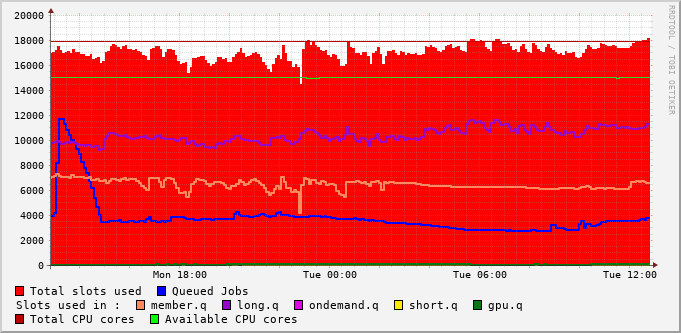 RRDTOOL / TOBI OETIKER
20000
18000
16000
14000
12000
10000
8000
6000
4000
2000
0
Mon 18:00 Tue 00:00 Tue 06:00 Tue 12:00
Total slots used Queued Jobs
Slots used in : member.q long.q ondemand.q short.q gpu.q
Total CPU cores Available CPU cores